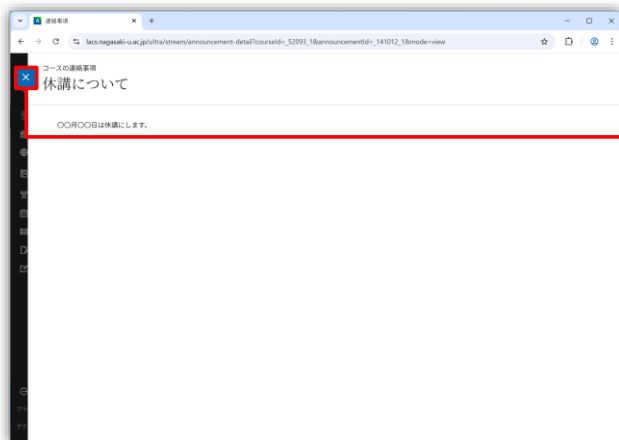 連絡事項
lacs.nagasaki-u.ac.jp/ultra/stream/announcement-detail?courseId=_52093_1&announcementId=_141012_1&mode=view
コースの連絡事項
休講について
〇〇月〇〇日は休講にします。
プラ